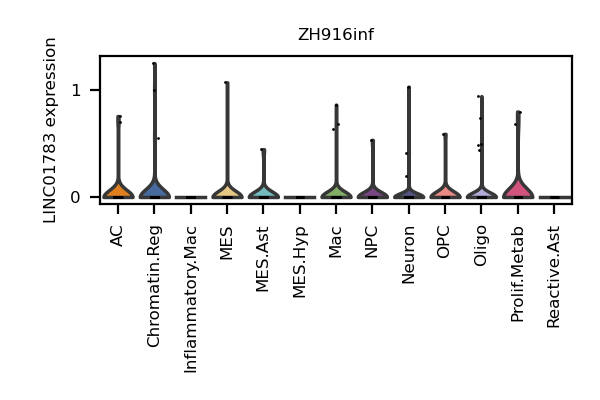 ZH916inf
LINC01783 expression
1
0
AC
Chromatin.Reg
Inflammatory.Mac
MES
MES.Ast
MES.Hyp
Mac
NPC
Neuron
OPC
Oligo
Prolif.Metab
Reactive.Ast